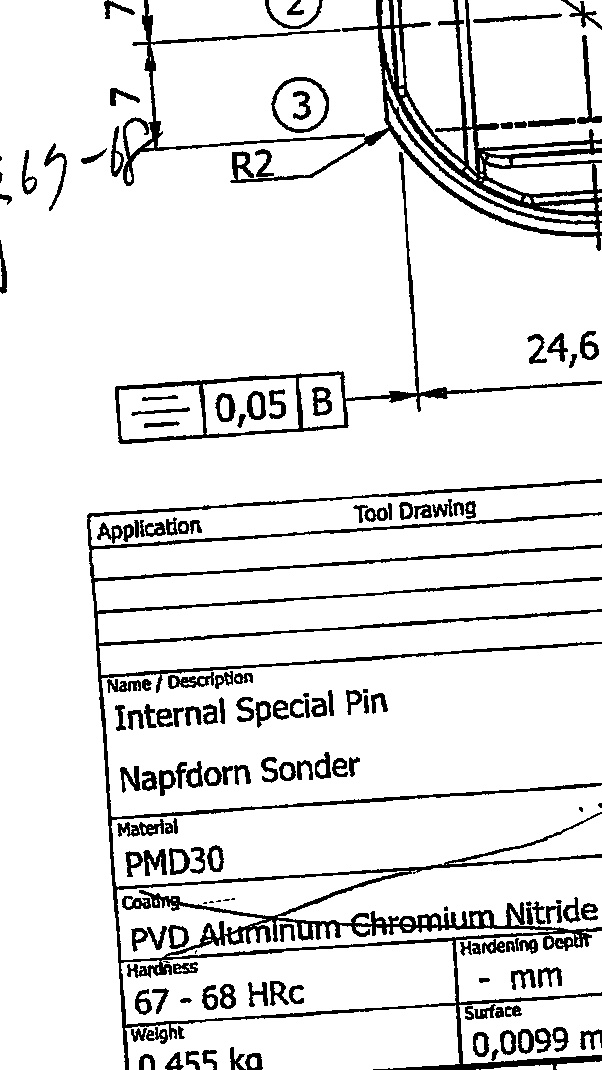 7
2
7
3
65-68
R2
24,6
0,05 B
Application Tool Drawing
Name / Description
Internal Special Pin
Napfdorn Sonder
Material
PMD30
Coating
PVD Aluminum Chromium Nitride
Hardness
67 - 68 HRc
Hardening Depth
- mm
Weight
0,455 kg
Surface
0,0099 m